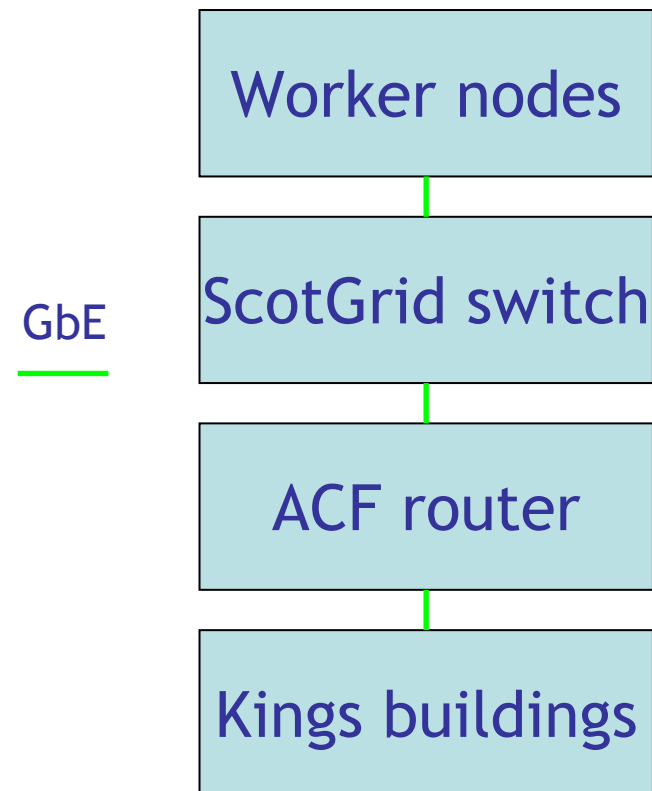 Worker nodes
ScotGrid switch
GbE
ACF router
Kings buildings